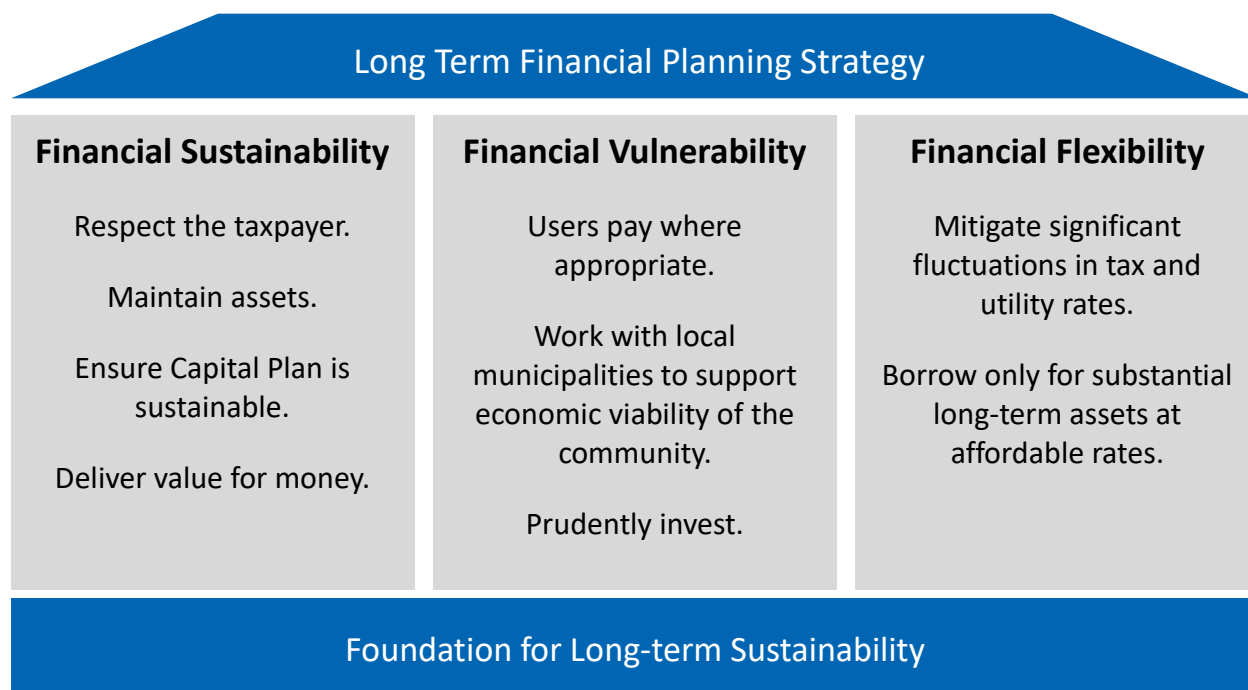 Long Term Financial Planning Strategy
Financial Sustainability
Respect the taxpayer.
Maintain assets.
Ensure Capital Plan is
sustainable.
Deliver value for money.
Financial Vulnerability
Users pay where
appropriate.
Work with local
municipalities to support
economic viability of the
community.
Prudently invest.
Financial Flexibility
Mitigate significant
fluctuations in tax and
utility rates.
Borrow only for substantial
long-term assets at
affordable rates.
Foundation for Long-term Sustainability